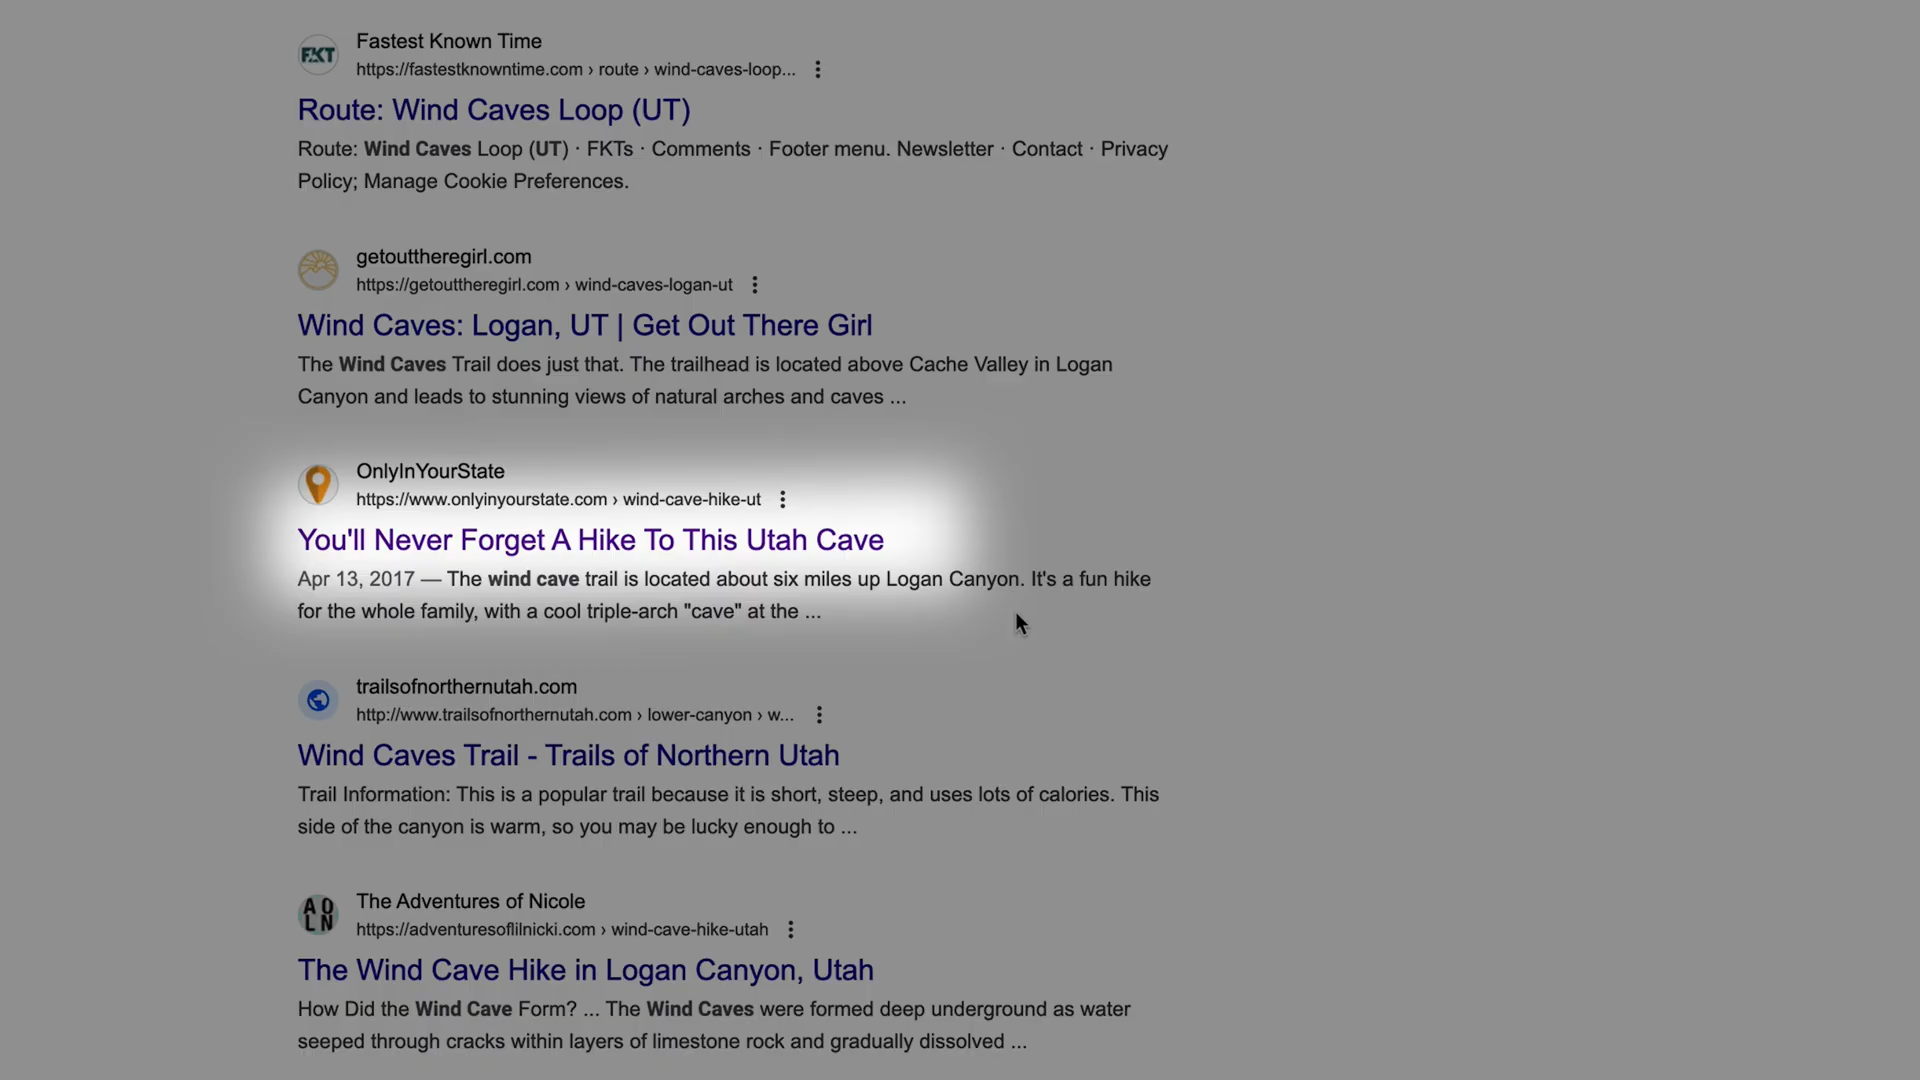 FKT
Fastest Known Time
https://fastestknowntime.com › route › wind-caves-loop...
Route: Wind Caves Loop (UT)
Route: Wind Caves Loop (UT) · FKTs · Comments · Footer menu. Newsletter · Contact · Privacy
Policy; Manage Cookie Preferences.
getouttheregirl.com
https://getouttheregirl.com › wind-caves-logan-ut
Wind Caves: Logan, UT | Get Out There Girl
The Wind Caves Trail does just that. The trailhead is located above Cache Valley in Logan
Canyon and leads to stunning views of natural arches and caves ...
OnlyInYourState
https://www.onlyinyourstate.com › wind-cave-hike-ut
You'll Never Forget A Hike To This Utah Cave
Apr 13, 2017 — The wind cave trail is located about six miles up Logan Canyon. It's a fun hike
for the whole family, with a cool triple-arch "cave" at the ...
trailsofnorthernutah.com
http://www.trailsofnorthernutah.com › lower-canyon › w...
Wind Caves Trail - Trails of Northern Utah
Trail Information: This is a popular trail because it is short, steep, and uses lots of calories. This
side of the canyon is warm, so you may be lucky enough to ...
AO
LN
The Adventures of Nicole
https://adventuresoflilnicki.com › wind-cave-hike-utah
The Wind Cave Hike in Logan Canyon, Utah
How Did the Wind Cave Form? ... The Wind Caves were formed deep underground as water
seeped through cracks within layers of limestone rock and gradually dissolved ...